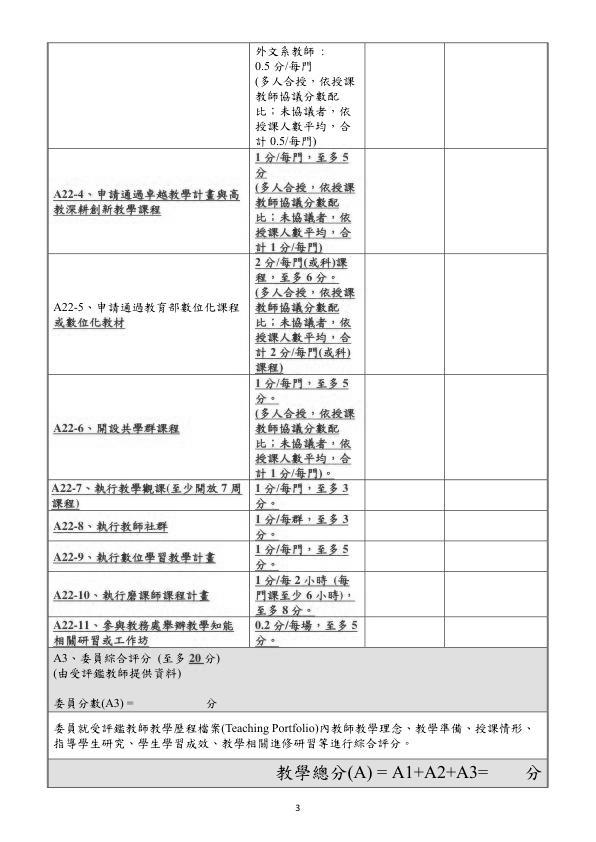 外文系教師：
0.5 分/每門
(多人合授，依授課
教師協議分數配
比；未協議者，依
授課人數平均，合
計 0.5/每門)
A22-4、申請通過卓越教學計畫與高
教深耕創新教學課程
1 分/每門，至多 5
分
(多人合授，依授課
教師協議分數配
比；未協議者，依
授課人數平均，合
計 1 分/每門)
A22-5、申請通過教育部數位化課程
或數位化教材
2 分/每門(或科)課
程，至多 6 分。
(多人合授，依授課
教師協議分數配
比；未協議者，依
授課人數平均，合
計 2 分/每門(或科)
課程)
A22-6、開設共學群課程
1 分/每門，至多 5
分。
(多人合授，依授課
教師協議分數配
比；未協議者，依
授課人數平均，合
計 1 分/每門)。
A22-7、執行教學觀課(至少開放 7 周
課程)
1 分/每門，至多 3
分。
A22-8、執行教師社群
1 分/每群，至多 3
分。
A22-9、執行數位學習教學計畫
1 分/每門，至多 5
分。
A22-10、執行磨課師課程計畫
1 分/每 2 小時 (每
門課至少 6 小時)，
至多 8 分。
A22-11、參與教務處舉辦教學知能
相關研習或工作坊
0.2 分/每場，至多 5
分。
A3、委員綜合評分 (至多 20 分)
(由受評鑑教師提供資料)
委員分數(A3) = 分
委員就受評鑑教師教學歷程檔案(Teaching Portfolio)內教師教學理念、教學準備、授課情形、
指導學生研究、學生學習成效、教學相關進修研習等進行綜合評分。
教學總分(A) = A1+A2+A3= 分
3